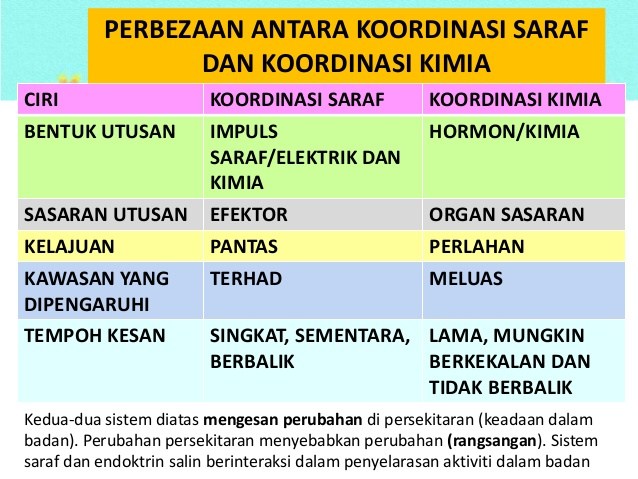 PERBEZAAN ANTARA KOORDINASI SARAF
DAN KOORDINASI KIMIA
CIRI KOORDINASI SARAF KOORDINASI KIMIA
BENTUK UTUSAN IMPULS HORMON/KIMIA
SARAF/ELEKTRIK DAN
KIMIA
SASARAN UTUSAN EFEKTOR ORGAN SASARAN
KELAJUAN PANTAS PERLAHAN
KAWASAN YANG TERHAD MELUAS
DIPENGARUHI
TEMPOH KESAN SINGKAT, SEMENTARA, LAMA, MUNGKIN
BERBALIK BERKEKALAN DAN
TIDAK BERBALIK
Kedua-dua sistem diatas mengesan perubahan di persekitaran (keadaan dalam
badan). Perubahan persekitaran menyebabkan perubahan (rangsangan). Sistem
saraf dan endoktrin salin berinteraksi dalam penyelarasan aktiviti dalam badan